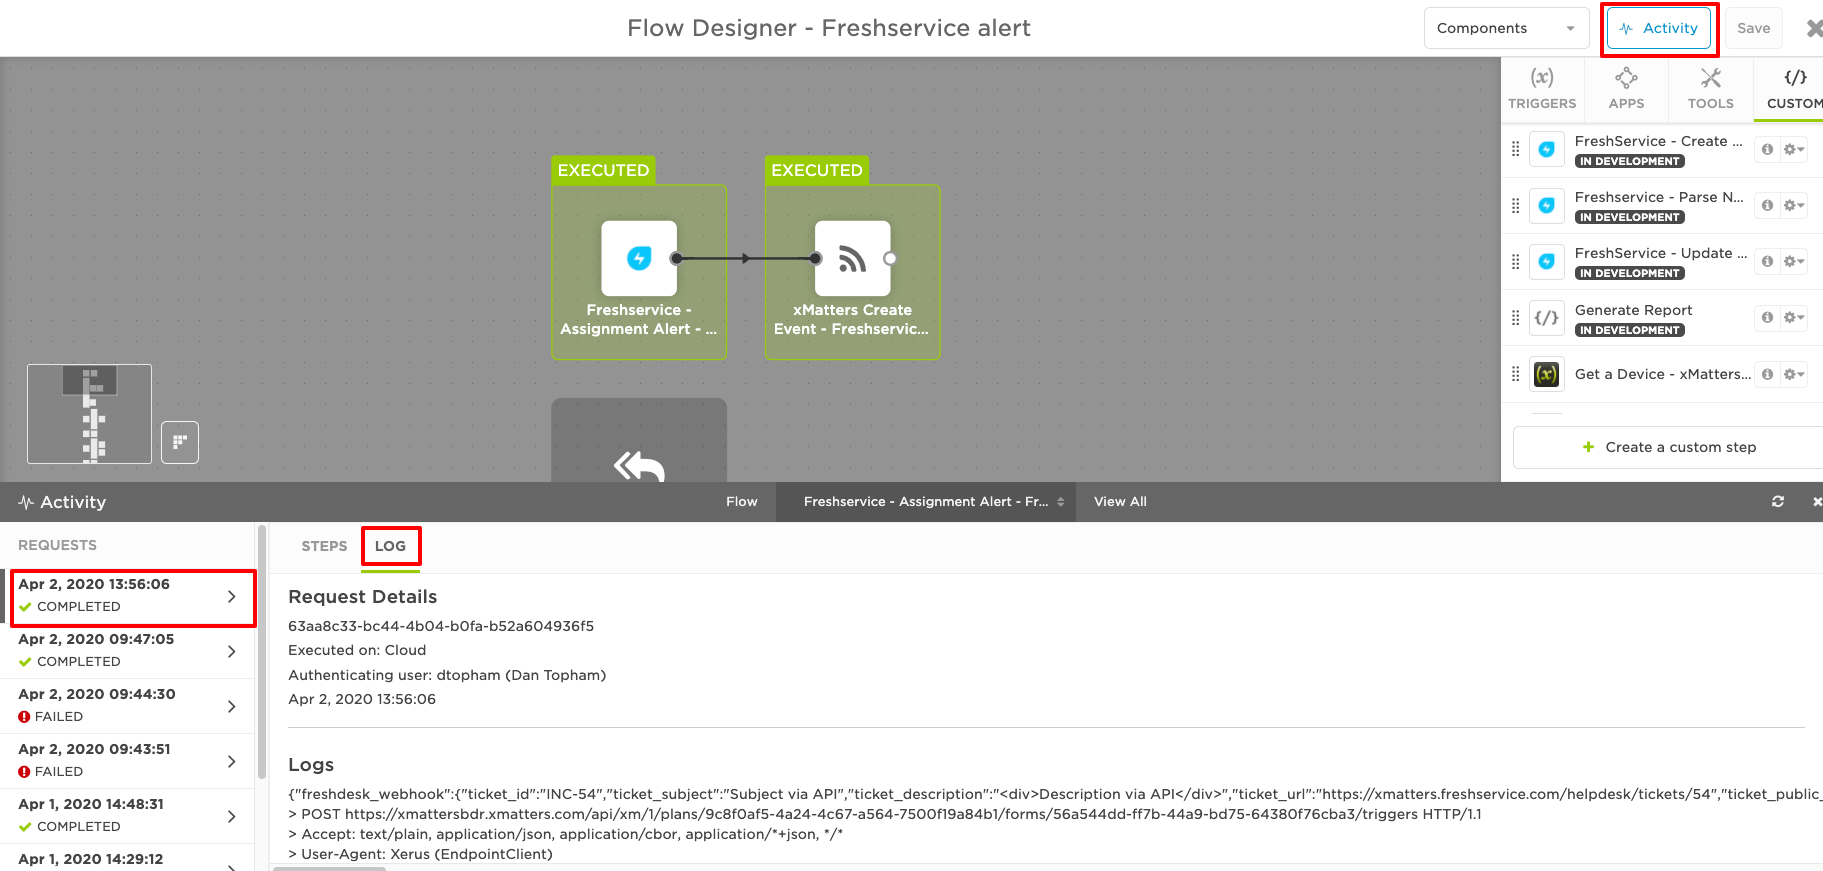 Flow Designer - Freshservice alert
Components
Activity
Save
(x)
TRIGGERS
APPS
TOOLS
{/}
CUSTOM
EXECUTED
EXECUTED
Freshservice -
Assignment Alert - ...
xMatters Create
Event - Freshservic...
FreshService - Create ...
IN DEVELOPMENT
Freshservice - Parse N...
IN DEVELOPMENT
FreshService - Update ...
IN DEVELOPMENT
{/}
Generate Report
IN DEVELOPMENT
(x)
Get a Device - xMatters...
+ Create a custom step
Activity
Flow
Freshservice - Assignment Alert - Fr...
View All
REQUESTS
Apr 2, 2020 13:56:06
COMPLETED
Apr 2, 2020 09:47:05
COMPLETED
Apr 2, 2020 09:44:30
FAILED
Apr 2, 2020 09:43:51
FAILED
Apr 1, 2020 14:48:31
COMPLETED
Apr 1, 2020 14:29:12
STEPS
LOG
Request Details
63aa8c33-bc44-4b04-b0fa-b52a604936f5
Executed on: Cloud
Authenticating user: dtopham (Dan Topham)
Apr 2, 2020 13:56:06
Logs
{"freshdesk_webhook":{"ticket_id":"INC-54","ticket_subject":"Subject via API","ticket_description":"<div>Description via API</div>","ticket_url":"https://xmatters.freshservice.com/helpdesk/tickets/54","ticket_public_
> POST https://xmattersbdr.xmatters.com/api/xm/1/plans/9c8f0af5-4a24-4c67-a564-7500f19a84b1/forms/56a544dd-ff7b-44a9-bd75-64380f76cba3/triggers HTTP/1.1
> Accept: text/plain, application/json, application/cbor, application/*+json, */*
> User-Agent: Xerus (EndpointClient)